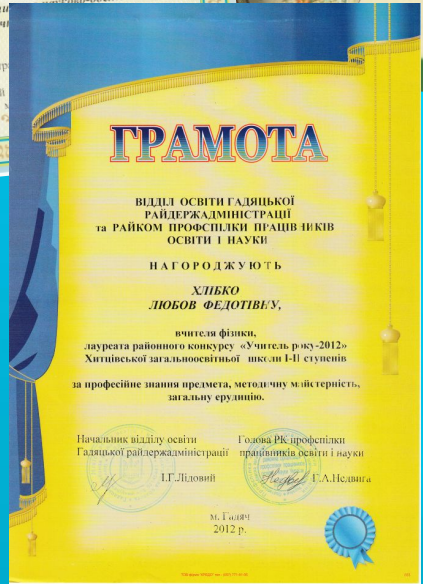 ГРАМОТА
ВІДДІЛ ОСВІТИ ГАДЯЦЬКОЇ
РАЙДЕРЖАДМІНІСТРАЦІЇ
та РАЙКОМ ПРОФСПІЛКИ ПРАЦІВНИКІВ
ОСВІТИ І НАУКИ
НАГОРОДЖУЮТЬ
ХЛІБКО
ЛЮБОВ ФЕДОТІВНУ,
вчителя фізики,
лауреата районного конкурсу «Учитель року-2012»
Хитцівської загальноосвітньої школи І-ІІ ступенів
за професійне знання предмета, методичну майстерність,
загальну ерудицію.
Начальник відділу освіти Голова РК профспілки
Гадяцької райдержадміністрації працівників освіти і науки
І.Г.Лідовий Г.А.Недвига
м. Гадяч
2012 р.